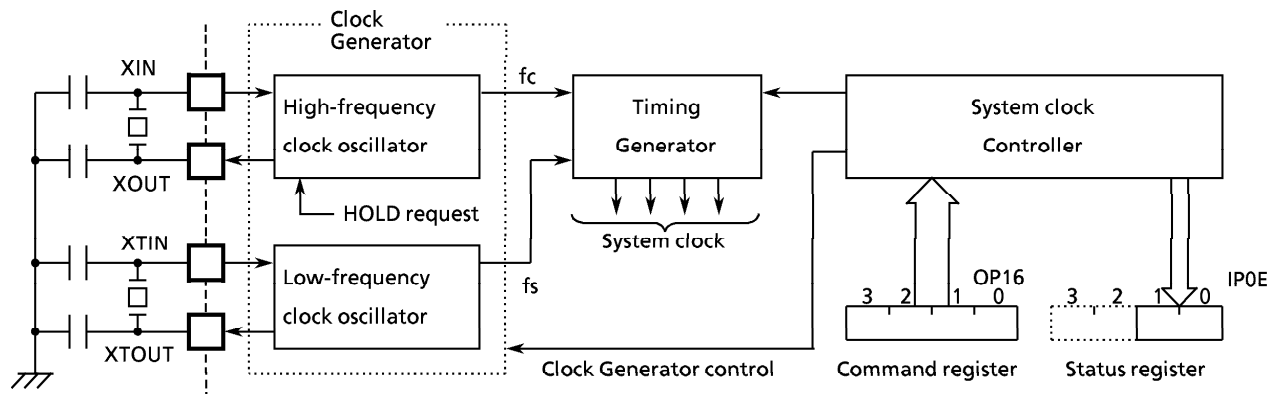 Clock
Generator
XIN
High-frequency
clock oscillator
XOUT
HOLD request
fc
Timing
Generator
System clock
System clock
Controller
XTIN
Low-frequency
clock oscillator
XTOUT
fs
Clock Generator control
OP16
3 2 1 0
Command register
IP0E
3 2 1 0
Status register